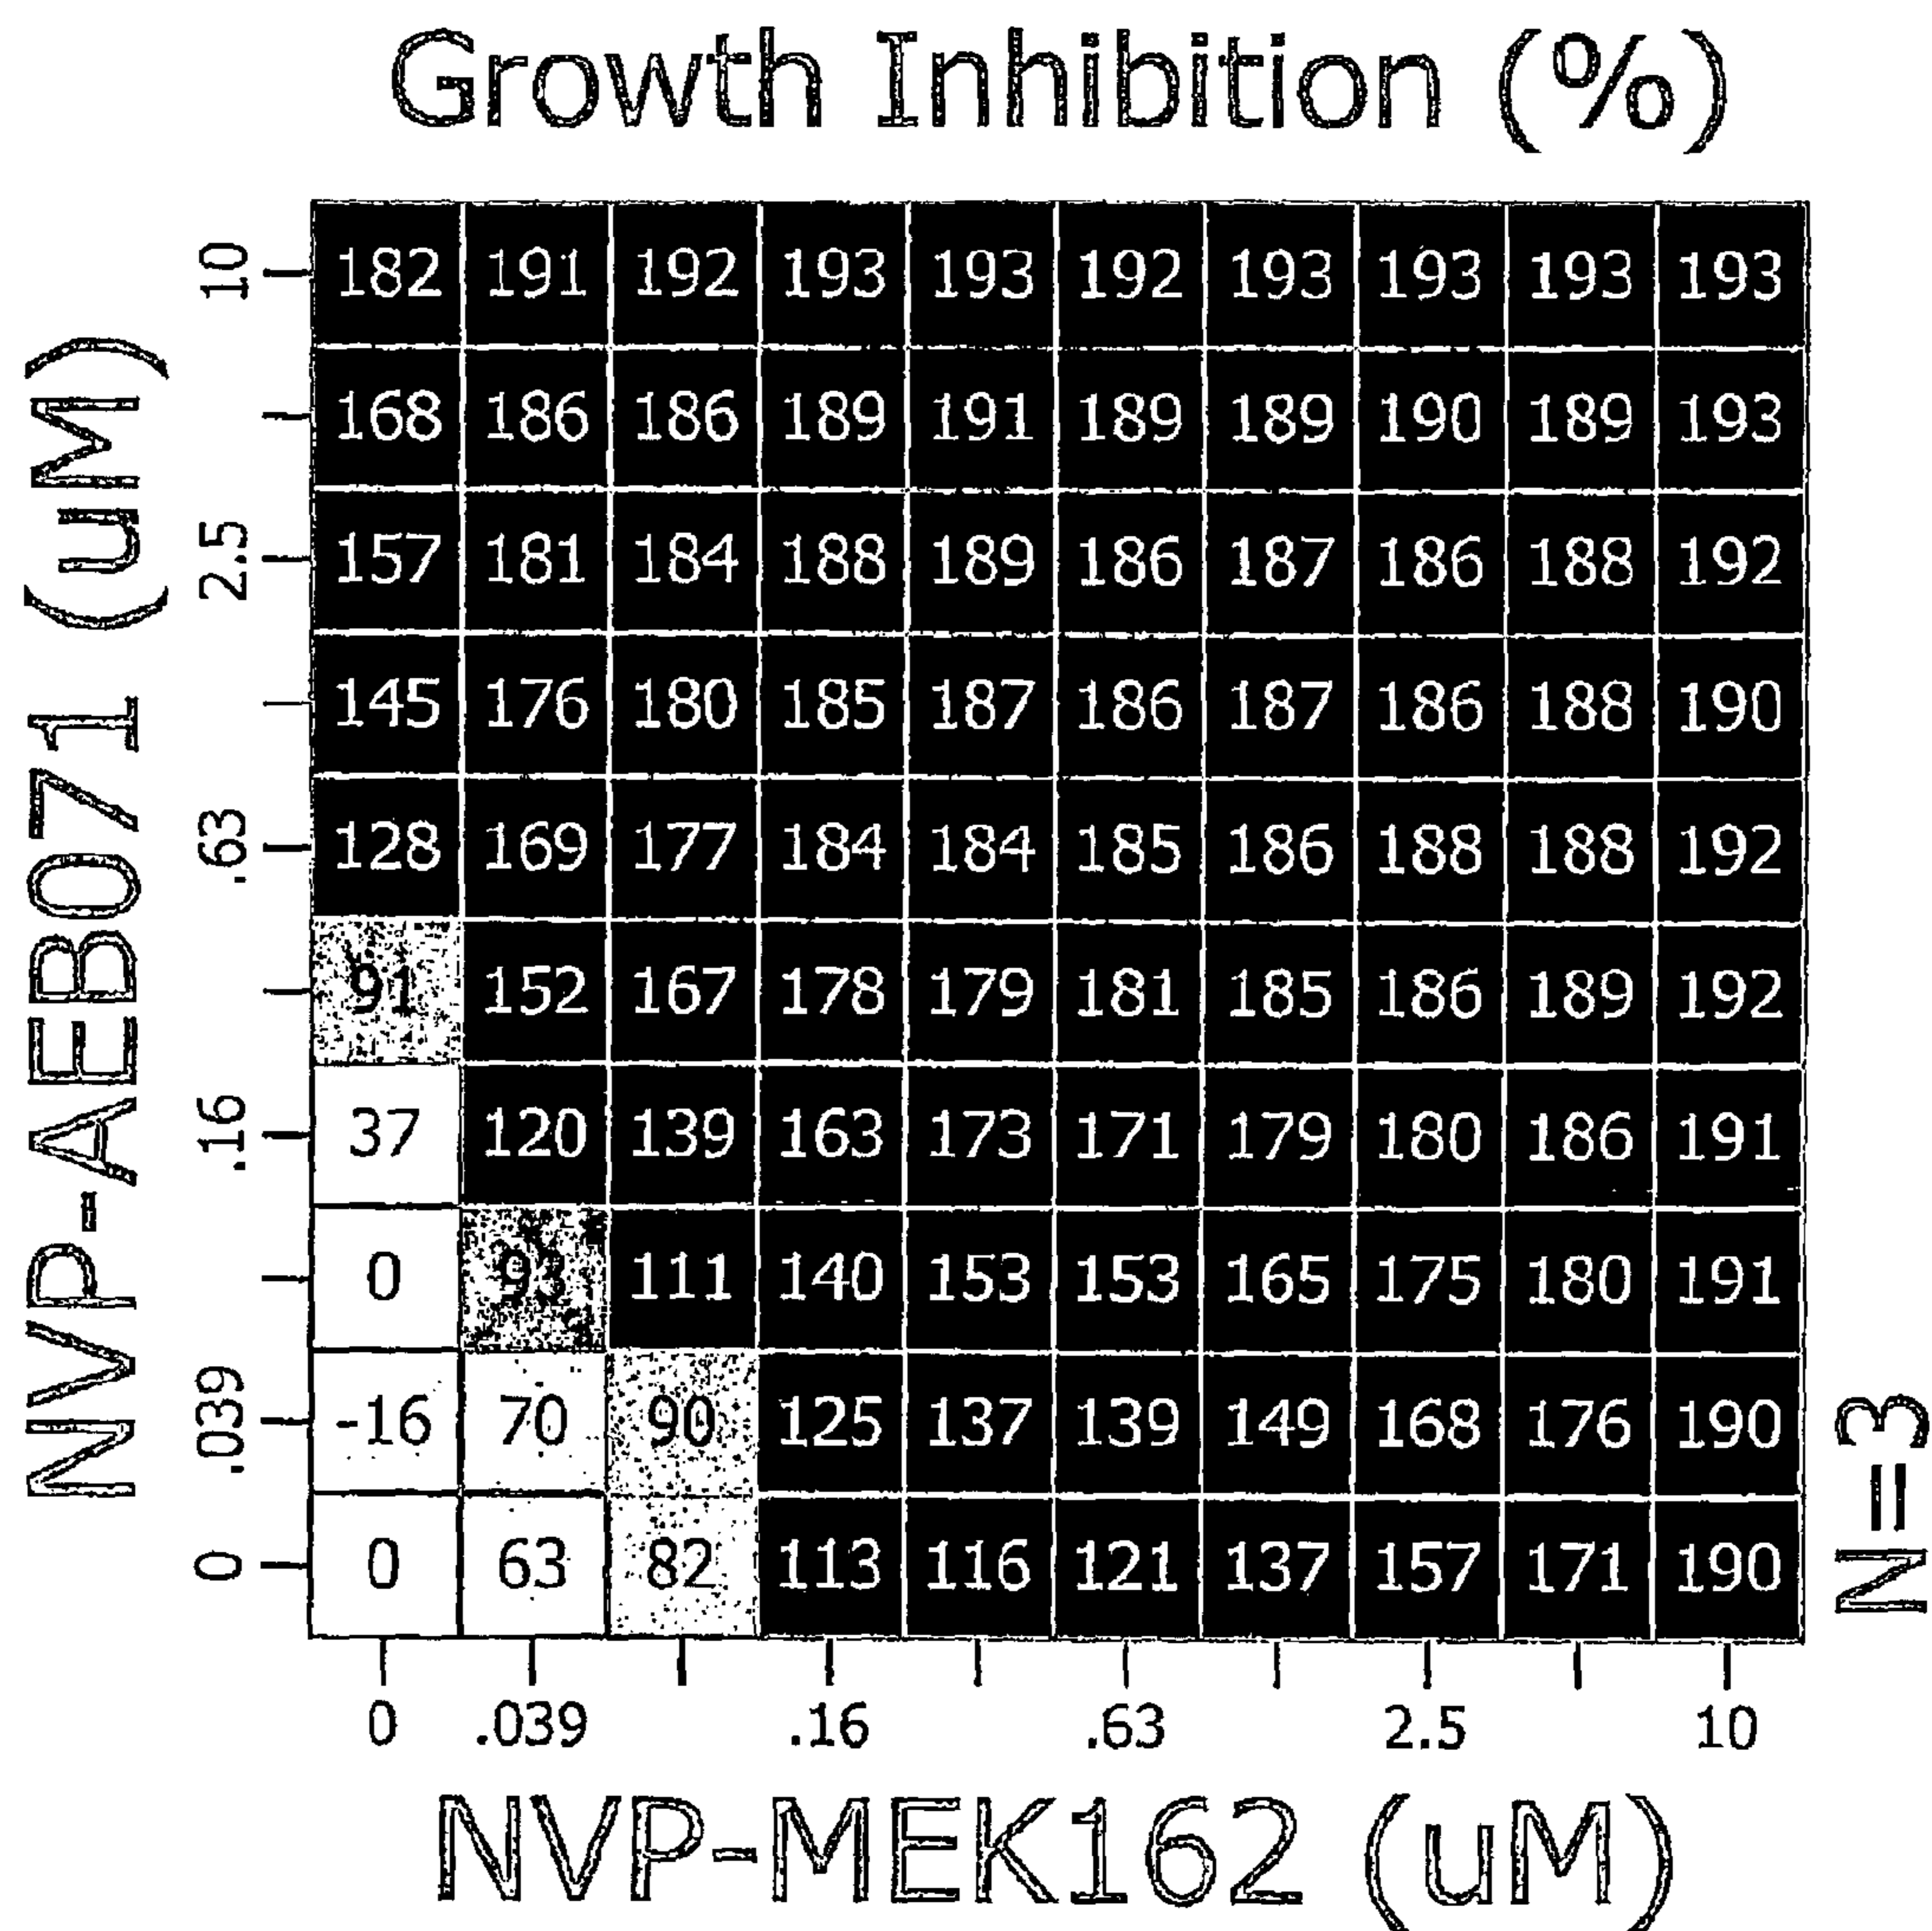 Growth Inhibition (%)
NVP-AEB071 (uM)
10 182 191 192 193 193 192 193 193 193 193
168 186 186 189 191 189 189 190 189 193
2.5 157 181 184 188 189 186 187 186 188 192
145 176 180 185 187 186 187 186 188 190
.63 128 169 177 184 184 185 186 188 188 192
91 152 167 178 179 181 185 186 189 192
.16 37 120 139 163 173 171 179 180 186 191
0 93 111 140 153 153 165 175 180 191
.039 -16 70 90 125 137 139 149 168 176 190
0 0 63 82 113 116 121 137 157 171 190
0 .039 .16 .63 2.5 10
NVP-MEK162 (uM)
N=3